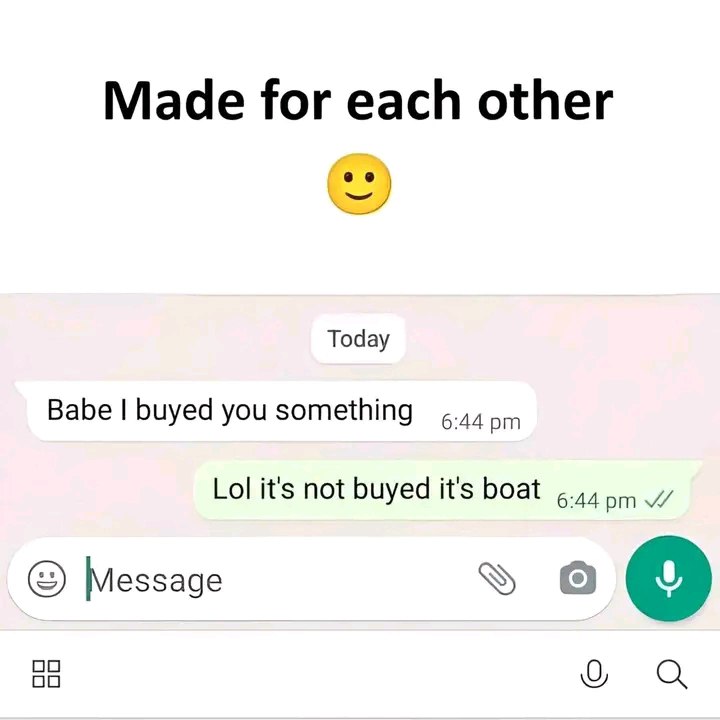 Made for each other
🙂
Today
Babe I buyed you something 6:44 pm
Lol it's not buyed it's boat 6:44 pm
Message